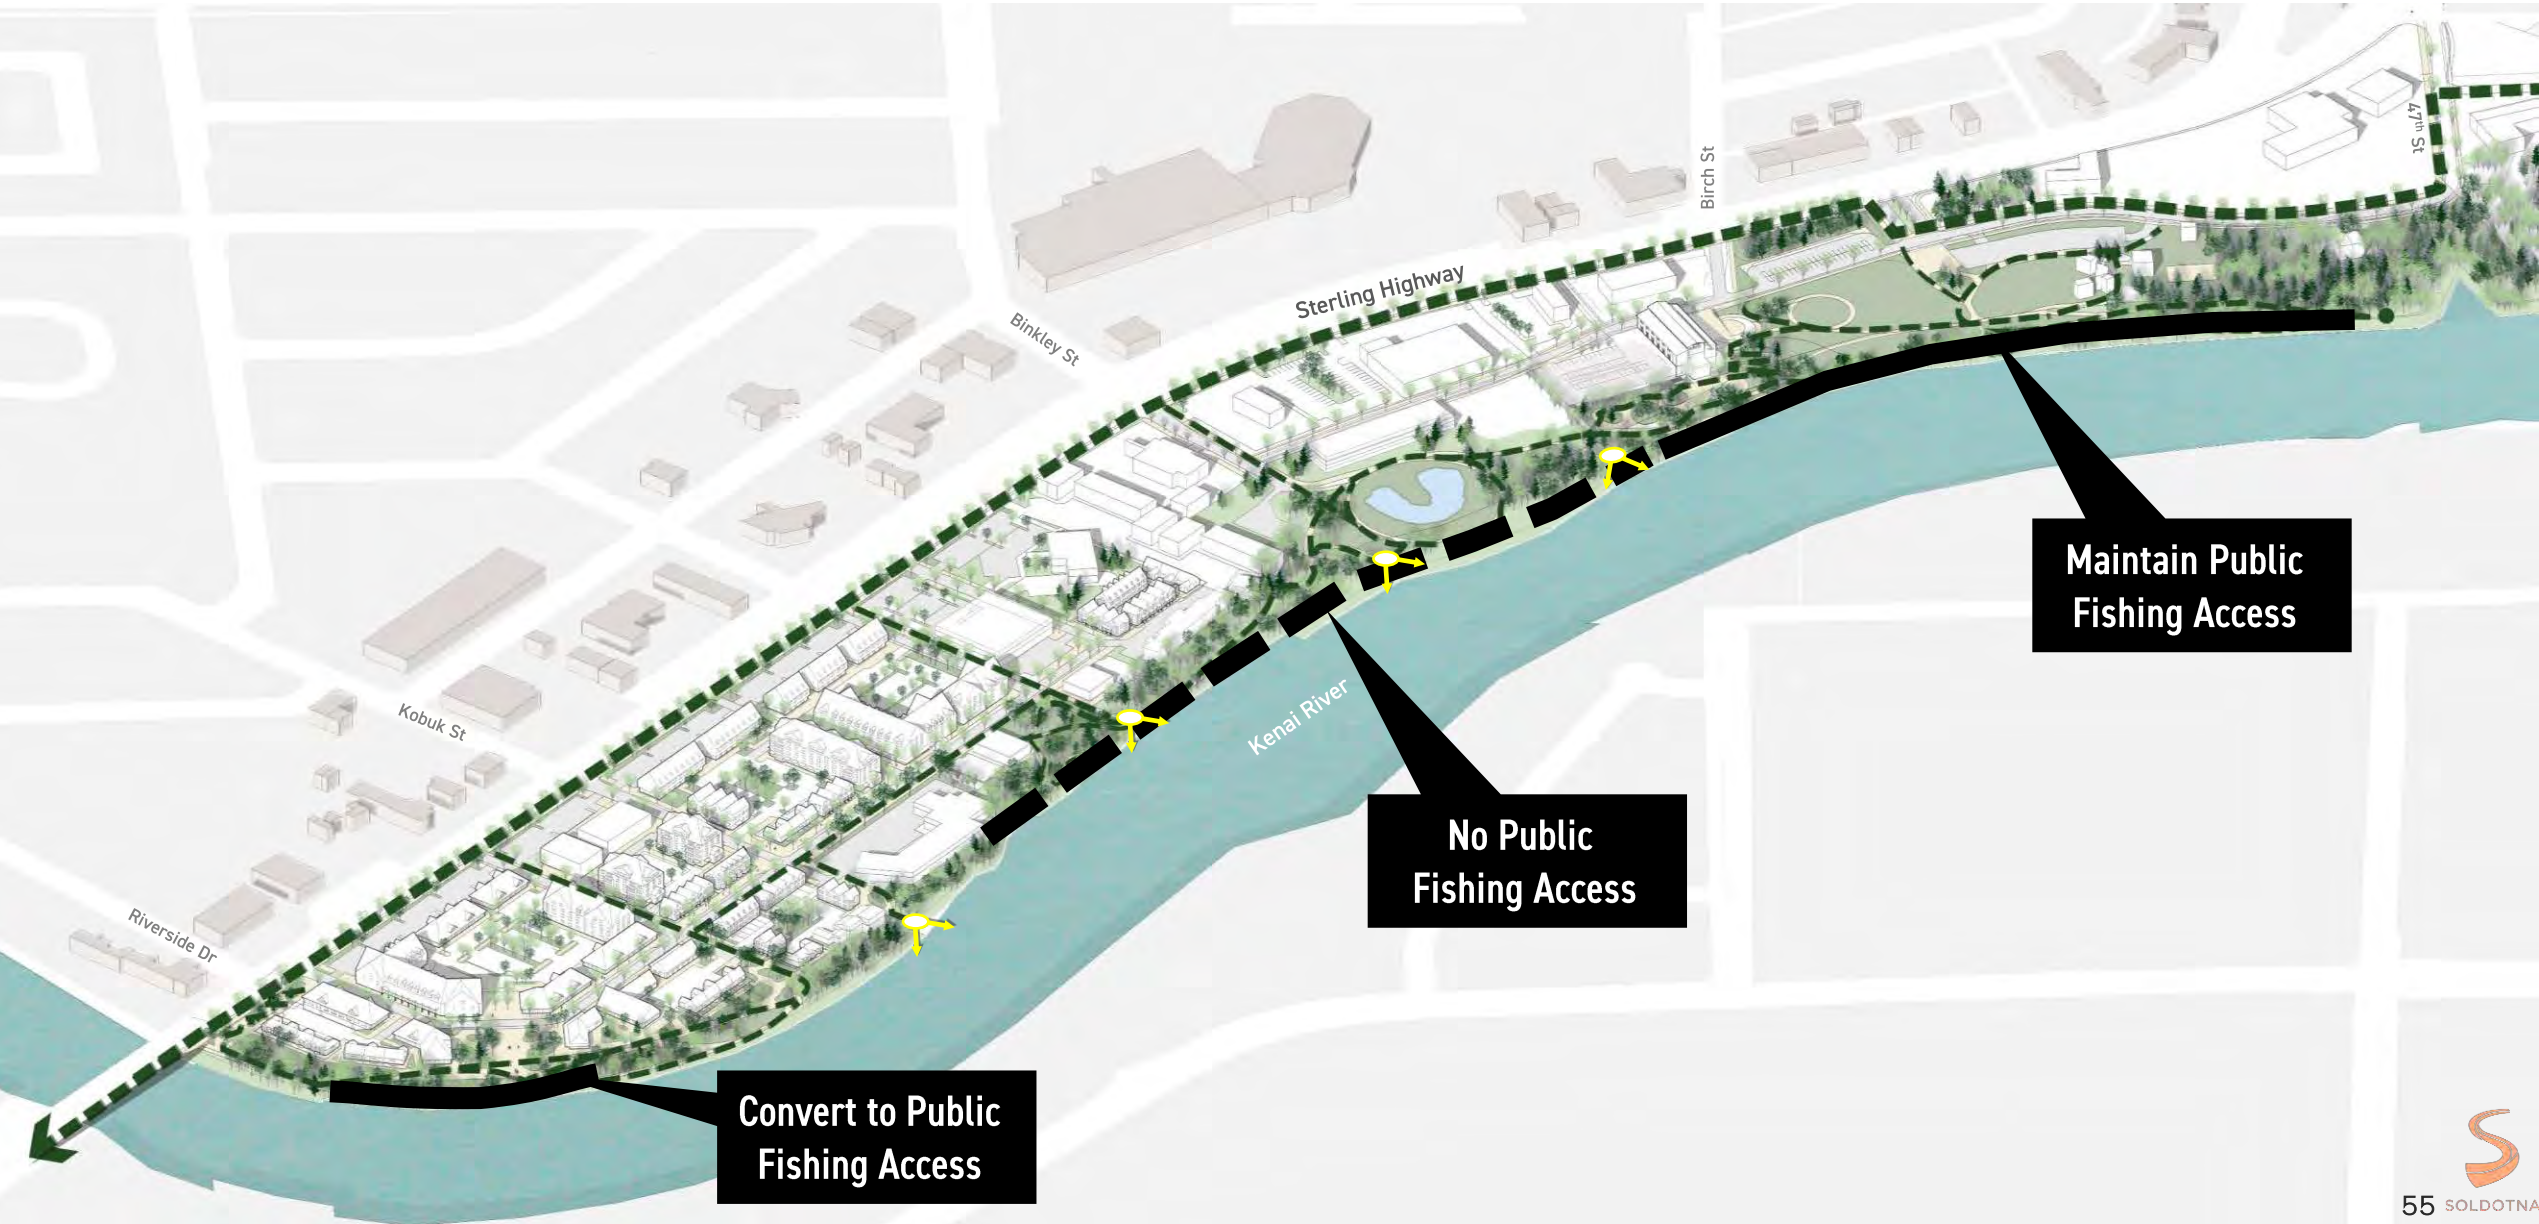 47th St
Birch St
Sterling Highway
Binkley St
Maintain Public
Fishing Access
Kenai River
Kobuk St
No Public
Fishing Access
Riverside Dr
Convert to Public
Fishing Access
55 SOLDOTNA